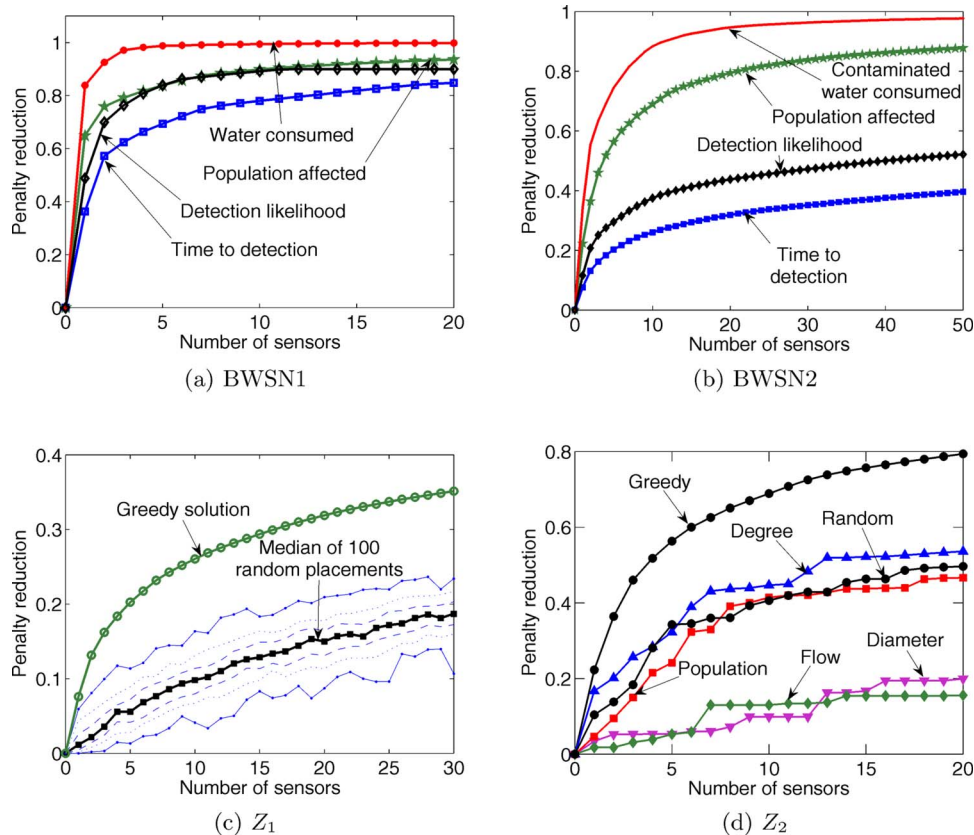 1
0.8
0.6
0.4
0.2
0
0 5 10 15 20
Penalty reduction
Number of sensors
Water consumed
Population affected
Detection likelihood
Time to detection
(a) BWSN1
1
0.8
0.6
0.4
0.2
0
0 10 20 30 40 50
Penalty reduction
Number of sensors
Contaminated
water consumed
Population affected
Detection likelihood
Time to
detection
(b) BWSN2
0.4
0.3
0.2
0.1
0
0 5 10 15 20 25 30
Penalty reduction
Number of sensors
Greedy solution
Median of 100
random placements
(c) Z1
0.8
0.6
0.4
0.2
0
0 5 10 15 20
Penalty reduction
Number of sensors
Greedy
Degree
Random
Population
Flow
Diameter
(d) Z2